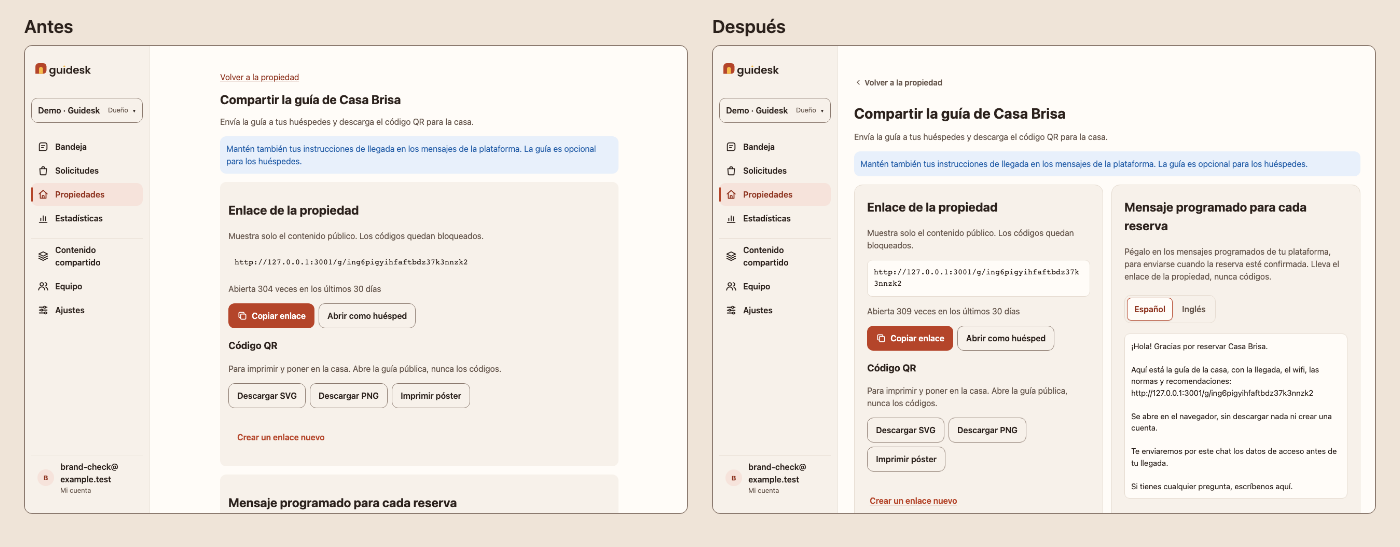 Antes
guidesk
Demo · Guidesk Dueño
Bandeja
Solicitudes
Propiedades
Estadísticas
Contenido
compartido
Equipo
Ajustes
B
brand-check@
example.test
Mi cuenta
Volver a la propiedad
Compartir la guía de Casa Brisa
Envía la guía a tus huéspedes y descarga el código QR para la casa.
Mantén también tus instrucciones de llegada en los mensajes de la plataforma. La guía es opcional
para los huéspedes.
Enlace de la propiedad
Muestra solo el contenido público. Los códigos quedan bloqueados.
http://127.0.0.1:3001/g/ing6pigyihfaftbdz37k3nnzk2
Abierta 304 veces en los últimos 30 días
Copiar enlace Abrir como huésped
Código QR
Para imprimir y poner en la casa. Abre la guía pública, nunca los códigos.
Descargar SVG Descargar PNG Imprimir póster
Crear un enlace nuevo
Mensaje programado para cada reserva
Después
guidesk
Demo · Guidesk Dueño
Bandeja
Solicitudes
Propiedades
Estadísticas
Contenido
compartido
Equipo
Ajustes
B
brand-check@
example.test
Mi cuenta
Volver a la propiedad
Compartir la guía de Casa Brisa
Envía la guía a tus huéspedes y descarga el código QR para la casa.
Mantén también tus instrucciones de llegada en los mensajes de la plataforma. La guía es opcional para los huéspedes.
Enlace de la propiedad
Muestra solo el contenido público. Los códigos quedan
bloqueados.
http://127.0.0.1:3001/g/ing6pigyihfaftbdz37k
3nnzk2
Abierta 309 veces en los últimos 30 días
Copiar enlace Abrir como huésped
Código QR
Para imprimir y poner en la casa. Abre la guía pública,
nunca los códigos.
Descargar SVG Descargar PNG
Imprimir póster
Crear un enlace nuevo
Mensaje programado para cada
reserva
Pégalo en los mensajes programados de tu plataforma,
para enviarse cuando la reserva esté confirmada. Lleva el
enlace de la propiedad, nunca códigos.
Español Inglés
¡Hola! Gracias por reservar Casa Brisa.
Aquí está la guía de la casa, con la llegada, el wifi, las
normas y recomendaciones:
http://127.0.0.1:3001/g/ing6pigyihfaftbdz37k3nnzk2
Se abre en el navegador, sin descargar nada ni crear una
cuenta.
Te enviaremos por este chat los datos de acceso antes de
tu llegada.
Si tienes cualquier pregunta, escríbenos aquí.